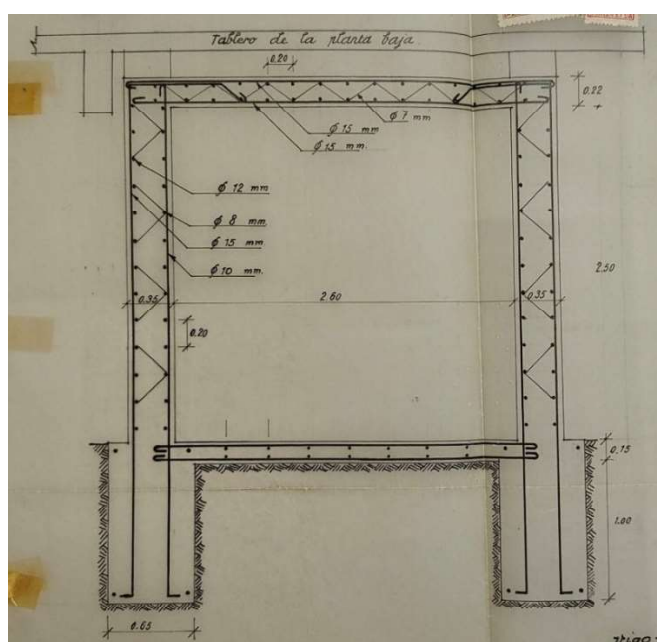 Tablero de la planta baja
0.20
0.22
Ø 7 mm
Ø 15 mm
Ø 15 mm.
Ø 12 mm
Ø 8 mm.
Ø 15 mm.
Ø 10 mm.
2.50
0.35
2.60
0.35
0.20
0.15
1.00
0.65